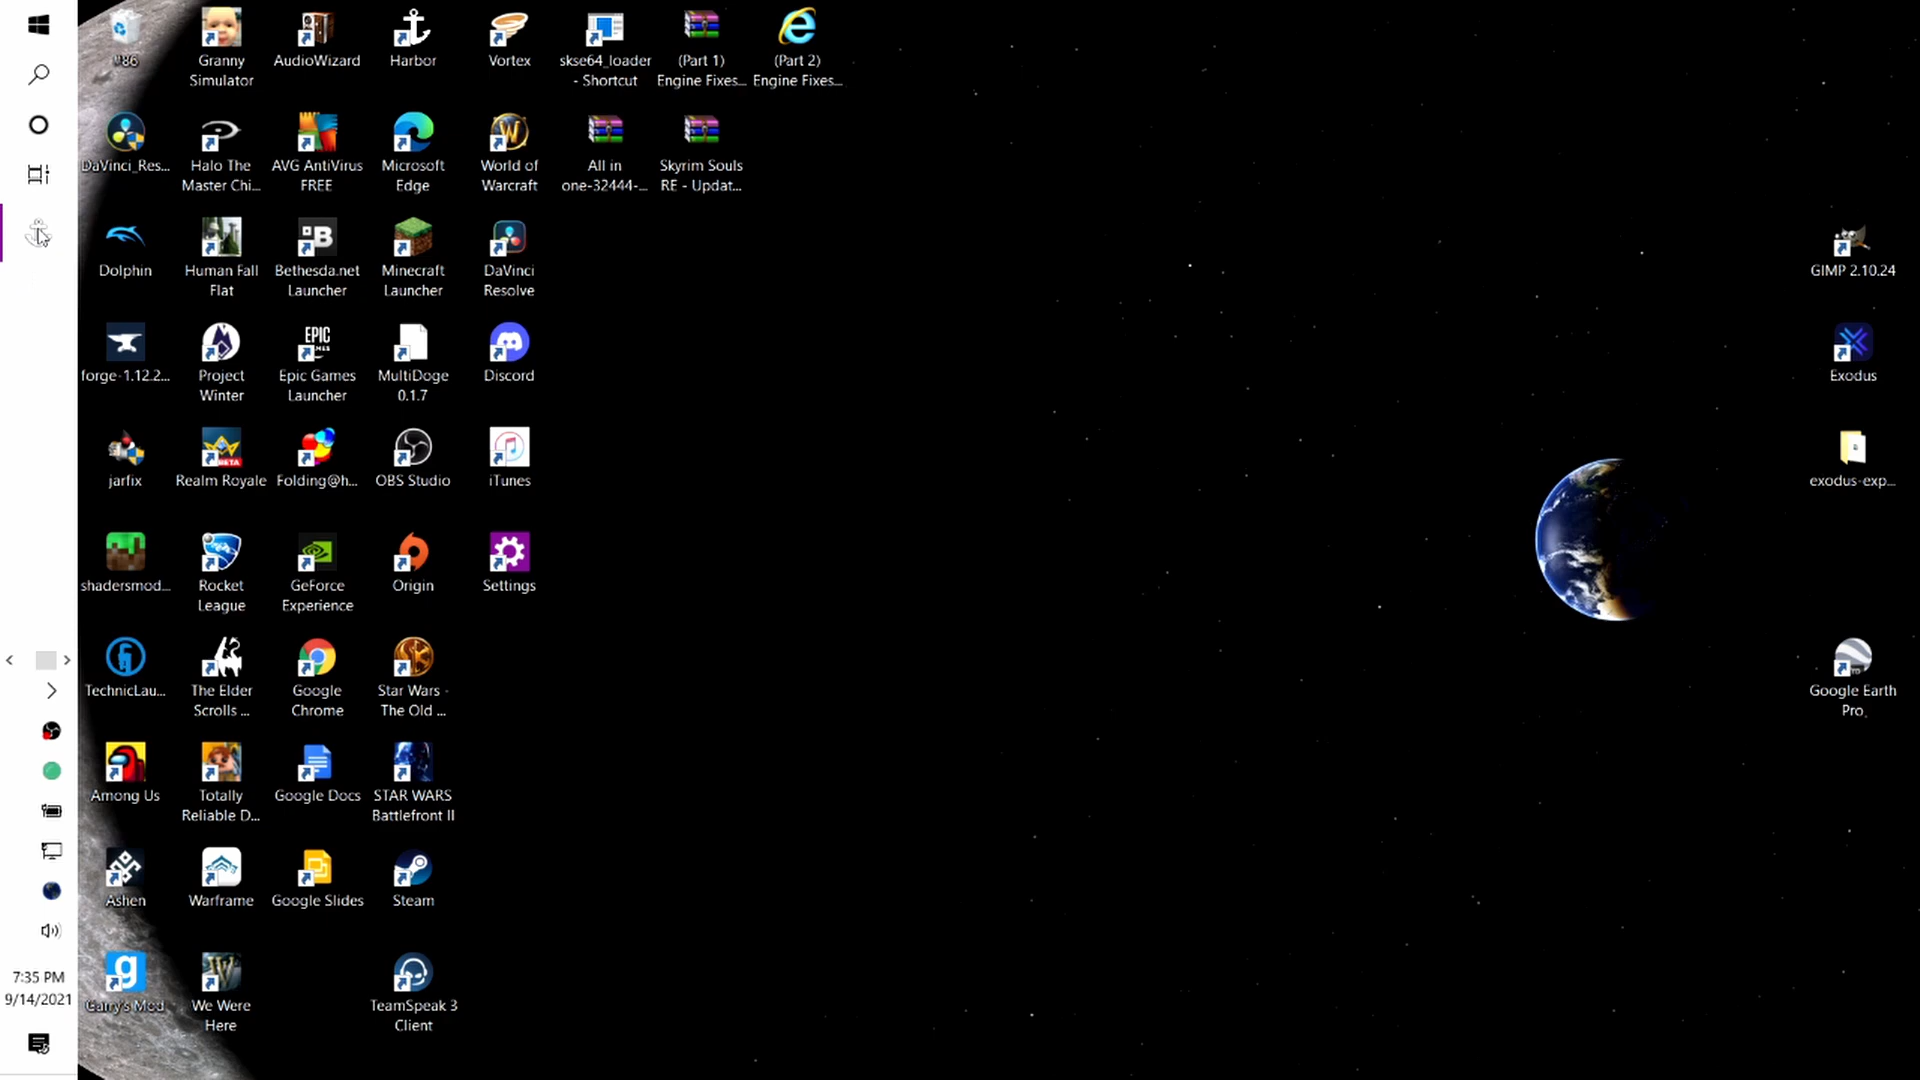 #86
Granny
Simulator
AudioWizard
Harbor
Vortex
skse64_loader
- Shortcut
(Part 1)
Engine Fixes...
(Part 2)
Engine Fixes...
DaVinci_Res...
Halo The
Master Chi...
AVG AntiVirus
FREE
Microsoft
Edge
World of
Warcraft
All in
one-32444-...
Skyrim Souls
RE - Updat...
Dolphin
Human Fall
Flat
Bethesda.net
Launcher
Minecraft
Launcher
DaVinci
Resolve
GIMP 2.10.24
forge-1.12.2...
Project
Winter
EPIC
Epic Games
Launcher
MultiDoge
0.1.7
Discord
Exodus
jarfix
BETA
Realm Royale
Folding@h...
OBS Studio
iTunes
exodus-exp...
shadersmod...
Rocket
League
GeForce
Experience
Origin
Settings
TechnicLau...
The Elder
Scrolls ...
Google
Chrome
Star Wars -
The Old ...
Google Earth
Pro
Among Us
Totally
Reliable D...
Google Docs
STAR WARS
Battlefront II
Ashen
Warframe
Google Slides
Steam
Garry's Mod
We Were
Here
TeamSpeak 3
Client
7:35 PM
9/14/2021